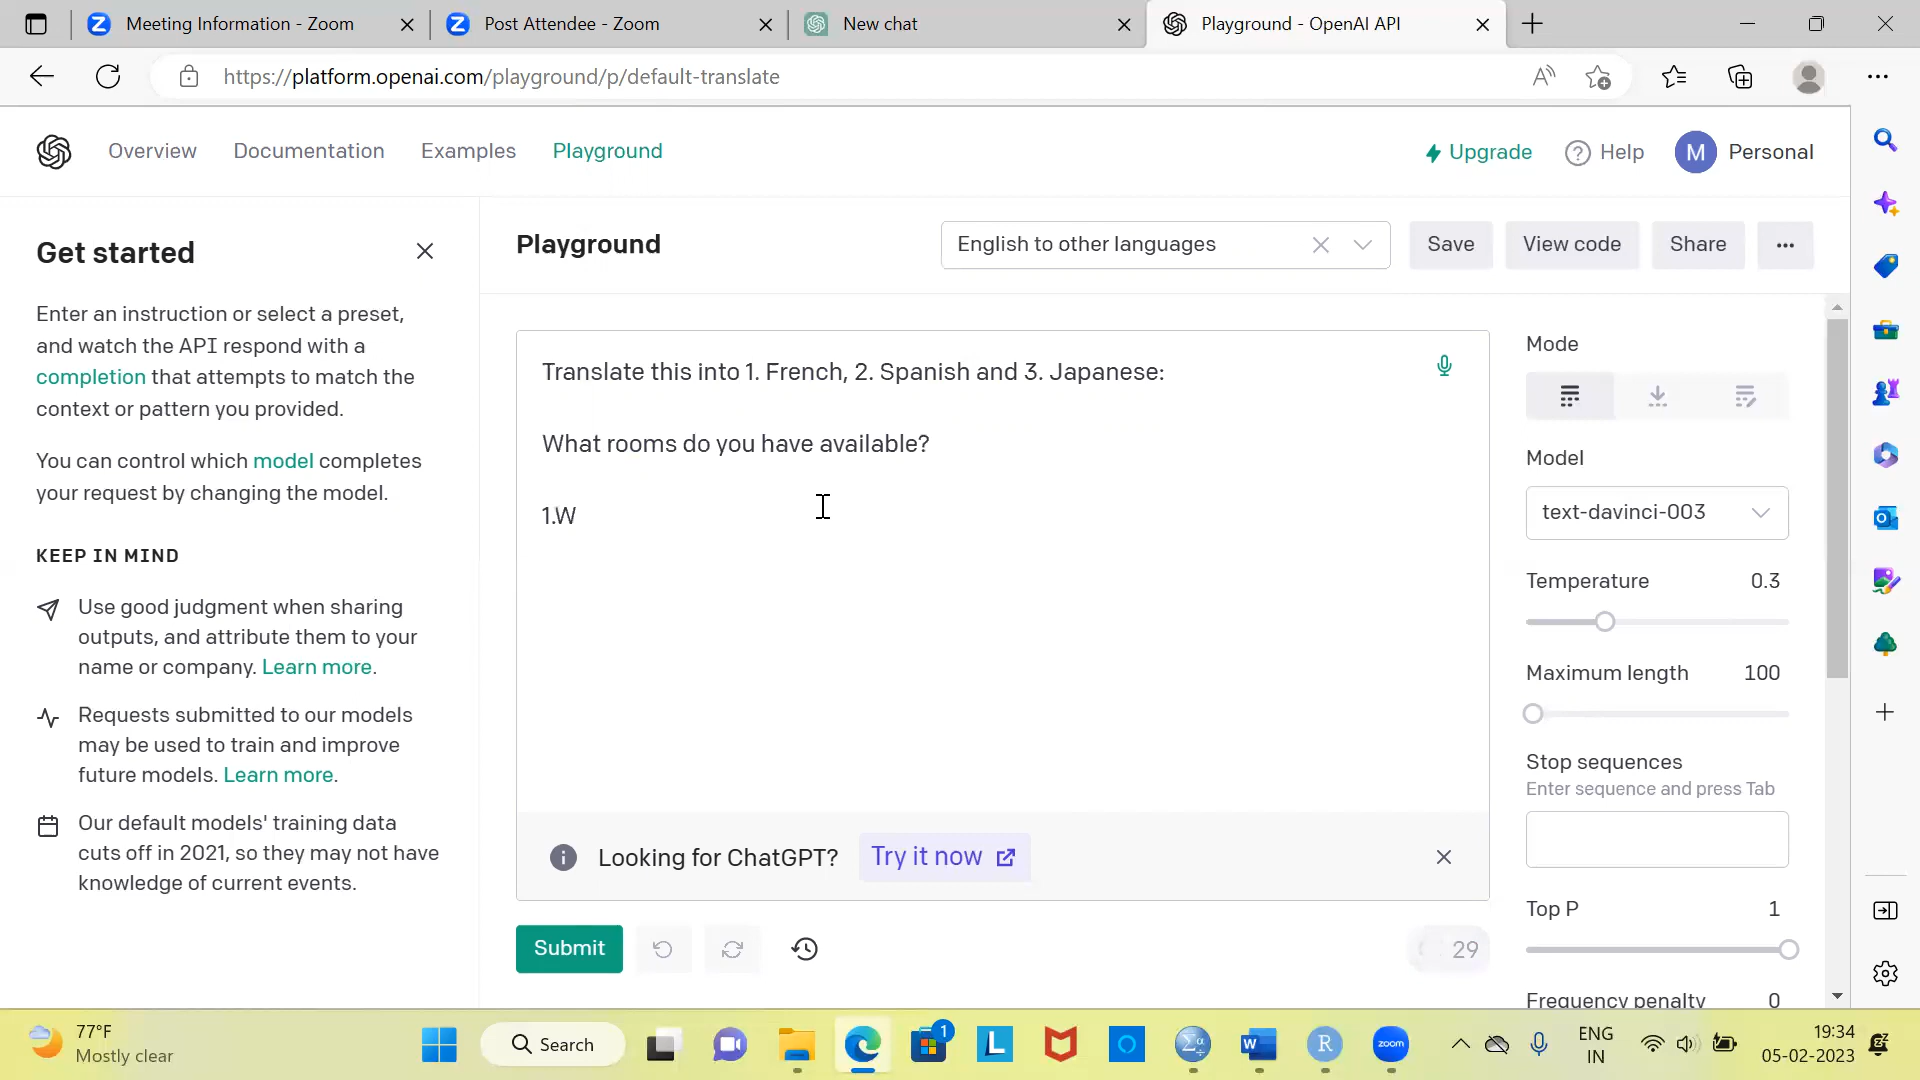 Meeting Information - Zoom
Post Attendee - Zoom
New chat
Playground - OpenAI API
https://platform.openai.com/playground/p/default-translate
Overview
Documentation
Examples
Playground
Upgrade
Help
M
Personal
Get started
Enter an instruction or select a preset,
and watch the API respond with a
completion that attempts to match the
context or pattern you provided.
You can control which model completes
your request by changing the model.
KEEP IN MIND
Use good judgment when sharing
outputs, and attribute them to your
name or company. Learn more.
Requests submitted to our models
may be used to train and improve
future models. Learn more.
Our default models' training data
cuts off in 2021, so they may not have
knowledge of current events.
Playground
English to other languages
Save
View code
Share
Translate this into 1. French, 2. Spanish and 3. Japanese:
What rooms do you have available?
1.W
Looking for ChatGPT?
Try it now
Submit
29
Mode
Model
text-davinci-003
Temperature 0.3
Maximum length 100
Stop sequences
Enter sequence and press Tab
Top P 1
Frequency penalty 0
77°F
Mostly clear
Search
1
L
W
R
zoom
ENG
IN
19:34
05-02-2023